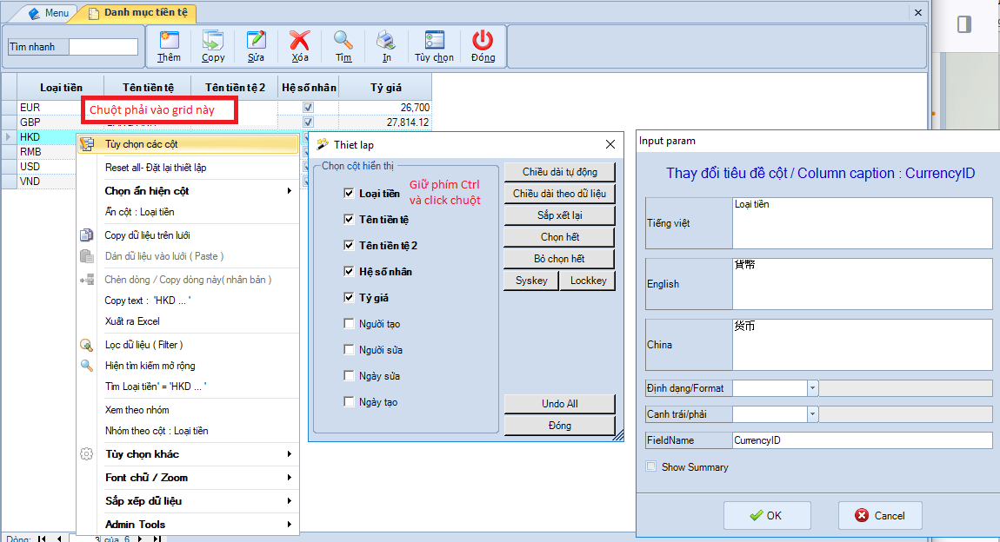 Menu
Danh mục tiền tệ
Tìm nhanh
Thêm
Copy
Sửa
Xóa
Tìm
In
Tùy chọn
Đóng
Loại tiền
Tên tiền tệ
Tên tiền tệ 2
Hệ số nhân
Tỷ giá
EUR
26,700
GBP
27,814.12
HKD
RMB
USD
VND
Chuột phải vào grid này
Tùy chọn các cột
Reset all- Đặt lại thiết lập
Chọn ẩn hiện cột
Ẩn cột : Loại tiền
Copy dữ liệu trên lưới
Dán dữ liệu vào lưới ( Paste )
Chèn dòng / Copy dòng này( nhân bản )
Copy text : 'HKD ... '
Xuất ra Excel
Lọc dữ liệu ( Filter )
Hiện tìm kiếm mở rộng
Tìm Loại tiền' = 'HKD ... '
Xem theo nhóm
Nhóm theo cột : Loại tiền
Tùy chọn khác
Font chữ / Zoom
Sắp xếp dữ liệu
Admin Tools
Dòng:
3 của 6
Thiet lap
Chọn cột hiển thị
Loại tiền
Tên tiền tệ
Tên tiền tệ 2
Hệ số nhân
Tỷ giá
Người tạo
Người sửa
Ngày sửa
Ngày tạo
Giữ phím Ctrl
và click chuột
Chiều dài tự động
Chiều dài theo dữ liệu
Sắp xết lại
Chọn hết
Bỏ chọn hết
Syskey
Lockkey
Undo All
Đóng
Input param
Thay đổi tiêu đề cột / Column caption : CurrencyID
Tiếng việt
Loại tiền
English
貨幣
China
货币
Định dạng/Format
Canh trái/phải
FieldName
CurrencyID
Show Summary
OK
Cancel